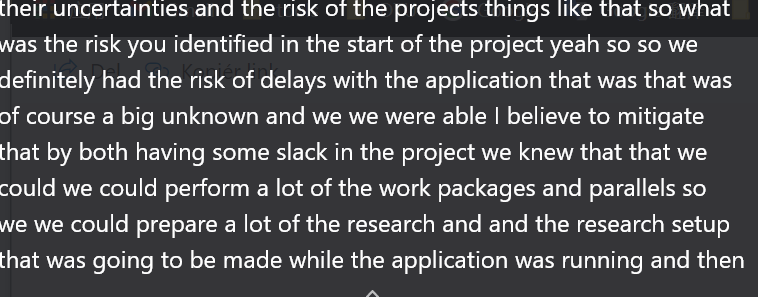 their uncertainties and the risk of the projects things like that so what
was the risk you identified in the start of the project yeah so so we
definitely had the risk of delays with the application that was that was
of course a big unknown and we we were able I believe to mitigate
that by both having some slack in the project we knew that that we
could we could perform a lot of the work packages and parallels so
we we could prepare a lot of the research and and the research setup
that was going to be made while the application was running and then